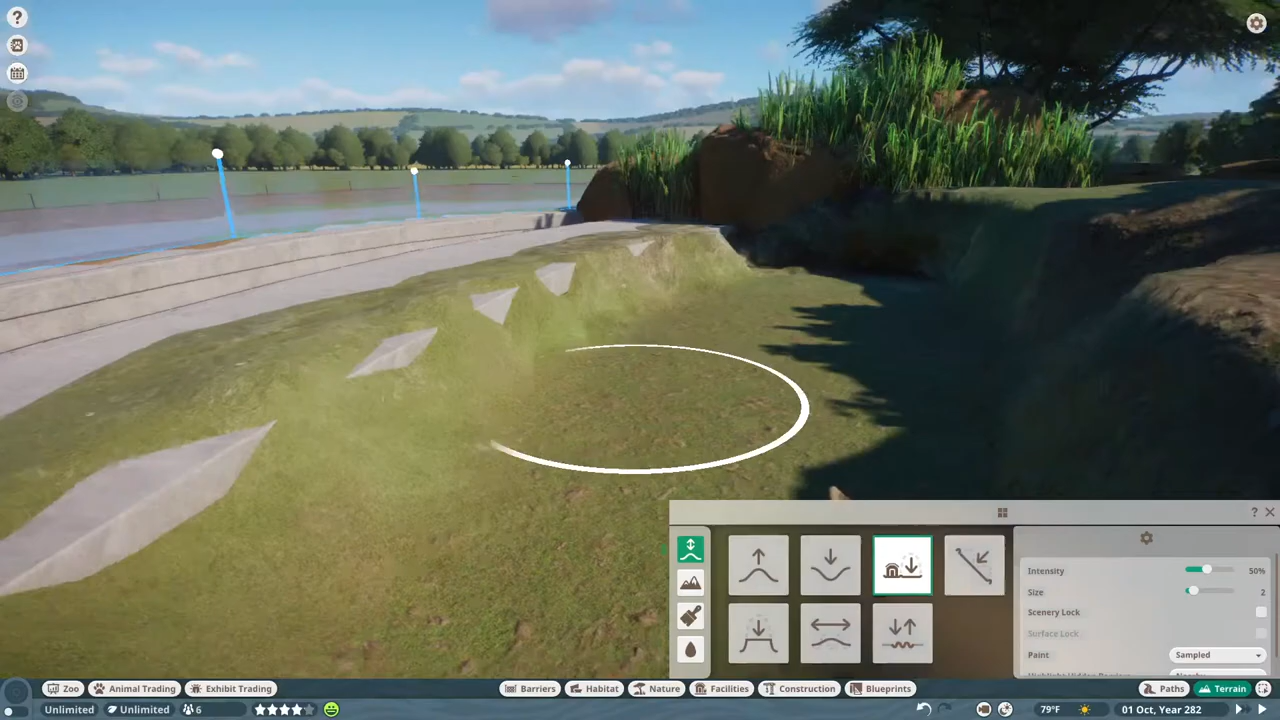 ?
?
Intensity 50%
Size 2
Scenery Lock
Surface Lock
Paint Sampled
Zoo Animal Trading Exhibit Trading Barriers Habitat Nature Facilities Construction Blueprints Paths Terrain
Unlimited Unlimited 6 79°F 01 Oct, Year 282